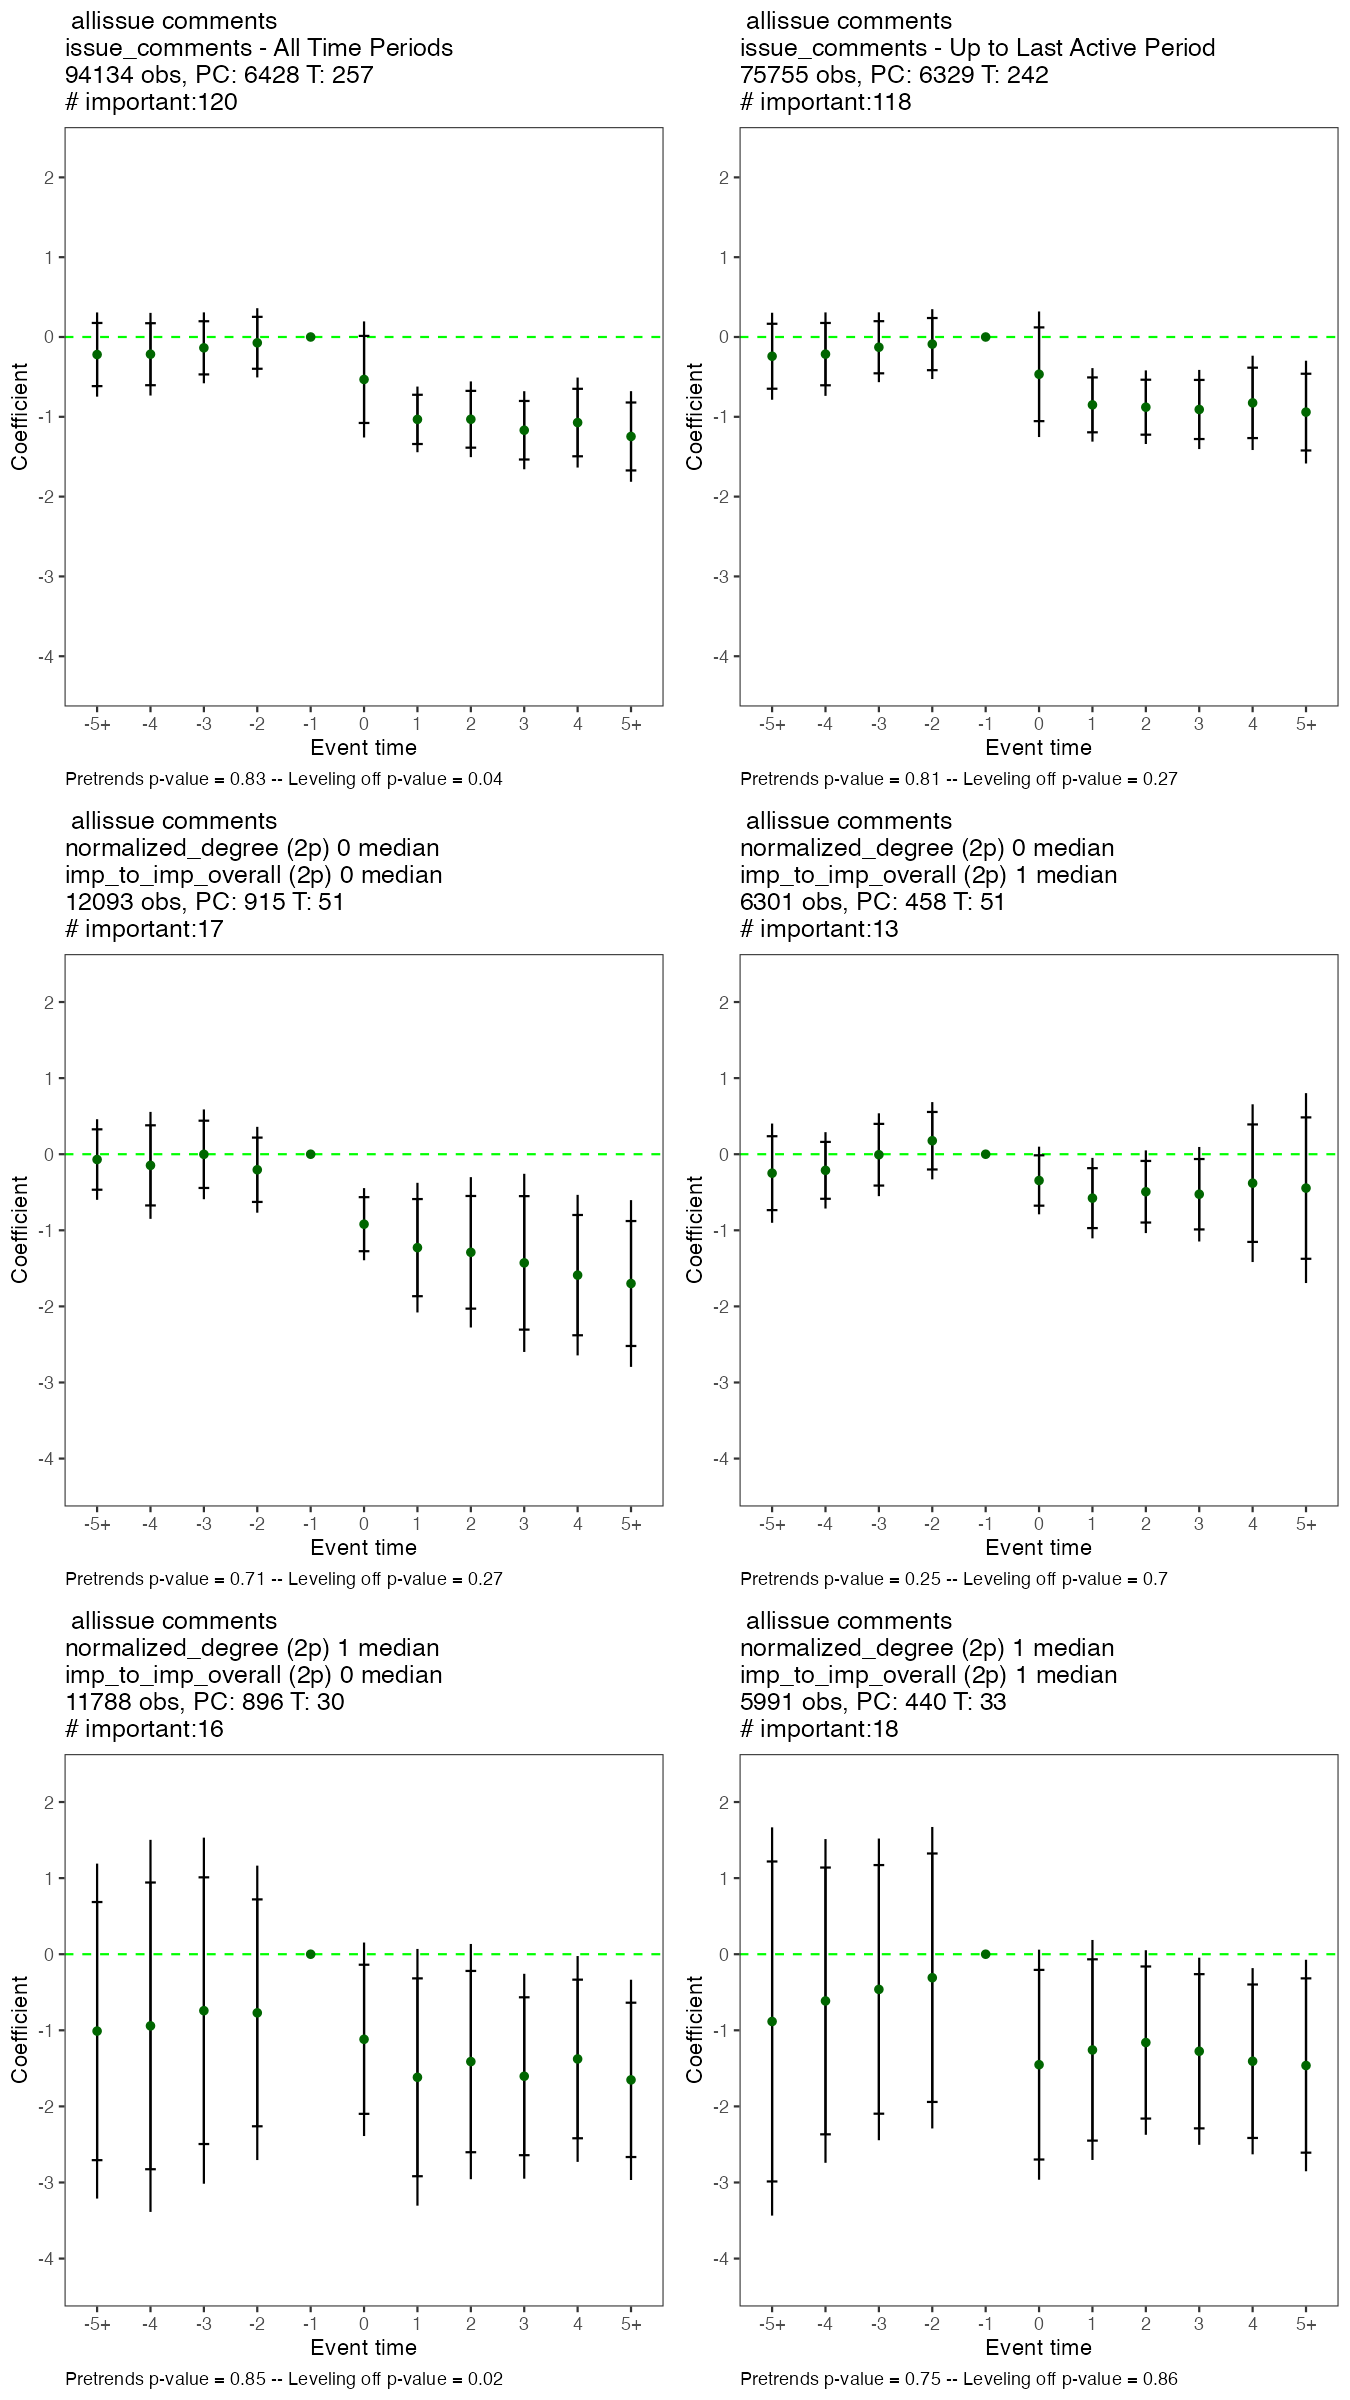 allissue comments
issue_comments - All Time Periods
94134 obs, PC: 6428 T: 257
# important:120
2
1
0
-1
-2
-3
-4
Coefficient
-5+ -4 -3 -2 -1 0 1 2 3 4 5+
Event time
Pretrends p-value = 0.83 -- Leveling off p-value = 0.04
allissue comments
issue_comments - Up to Last Active Period
75755 obs, PC: 6329 T: 242
# important:118
2
1
0
-1
-2
-3
-4
Coefficient
-5+ -4 -3 -2 -1 0 1 2 3 4 5+
Event time
Pretrends p-value = 0.81 -- Leveling off p-value = 0.27
allissue comments
normalized_degree (2p) 0 median
imp_to_imp_overall (2p) 0 median
12093 obs, PC: 915 T: 51
# important:17
2
1
0
-1
-2
-3
-4
Coefficient
-5+ -4 -3 -2 -1 0 1 2 3 4 5+
Event time
Pretrends p-value = 0.71 -- Leveling off p-value = 0.27
allissue comments
normalized_degree (2p) 0 median
imp_to_imp_overall (2p) 1 median
6301 obs, PC: 458 T: 51
# important:13
2
1
0
-1
-2
-3
-4
Coefficient
-5+ -4 -3 -2 -1 0 1 2 3 4 5+
Event time
Pretrends p-value = 0.25 -- Leveling off p-value = 0.7
allissue comments
normalized_degree (2p) 1 median
imp_to_imp_overall (2p) 0 median
11788 obs, PC: 896 T: 30
# important:16
2
1
0
-1
-2
-3
-4
Coefficient
-5+ -4 -3 -2 -1 0 1 2 3 4 5+
Event time
Pretrends p-value = 0.85 -- Leveling off p-value = 0.02
allissue comments
normalized_degree (2p) 1 median
imp_to_imp_overall (2p) 1 median
5991 obs, PC: 440 T: 33
# important:18
2
1
0
-1
-2
-3
-4
Coefficient
-5+ -4 -3 -2 -1 0 1 2 3 4 5+
Event time
Pretrends p-value = 0.75 -- Leveling off p-value = 0.86